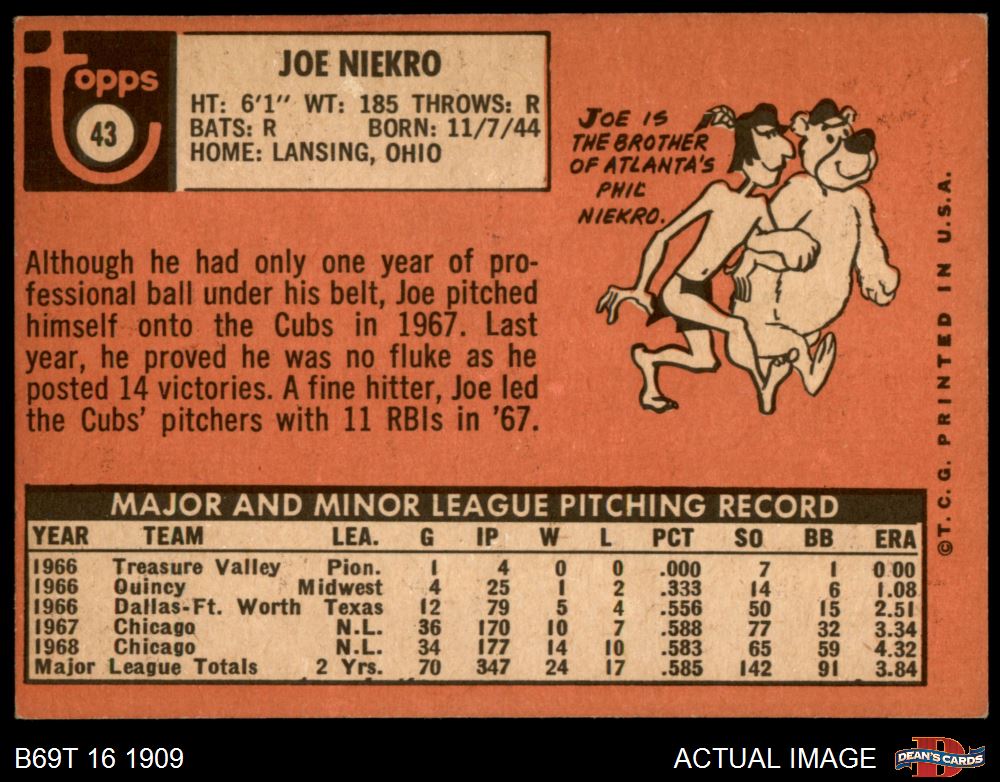 topps
43
JOE NIEKRO
HT: 6'1" WT: 185 THROWS: R
BATS: R BORN: 11/7/44
HOME: LANSING, OHIO
JOE IS
THE BROTHER
OF ATLANTA'S
PHIL
NIEKRO.
Although he had only one year of pro-
fessional ball under his belt, Joe pitched
himself onto the Cubs in 1967. Last
year, he proved he was no fluke as he
posted 14 victories. A fine hitter, Joe led
the Cubs' pitchers with 11 RBIs in '67.
©T.C.G. PRINTED IN U.S.A.
MAJOR AND MINOR LEAGUE PITCHING RECORD
YEAR TEAM LEA. G IP W L PCT SO BB ERA
1966 Treasure Valley Pion. 1 4 0 0 .000 7 1 0.00
1966 Quincy Midwest 4 25 1 2 .333 14 6 1.08
1966 Dallas-Ft. Worth Texas 12 79 5 4 .556 50 15 2.51
1967 Chicago N.L. 36 170 10 7 .588 77 32 3.34
1968 Chicago N.L. 34 177 14 10 .583 65 59 4.32
Major League Totals 2 Yrs. 70 347 24 17 .585 142 91 3.84
B69T 16 1909
ACTUAL IMAGE
D
DEAN'S CARDS